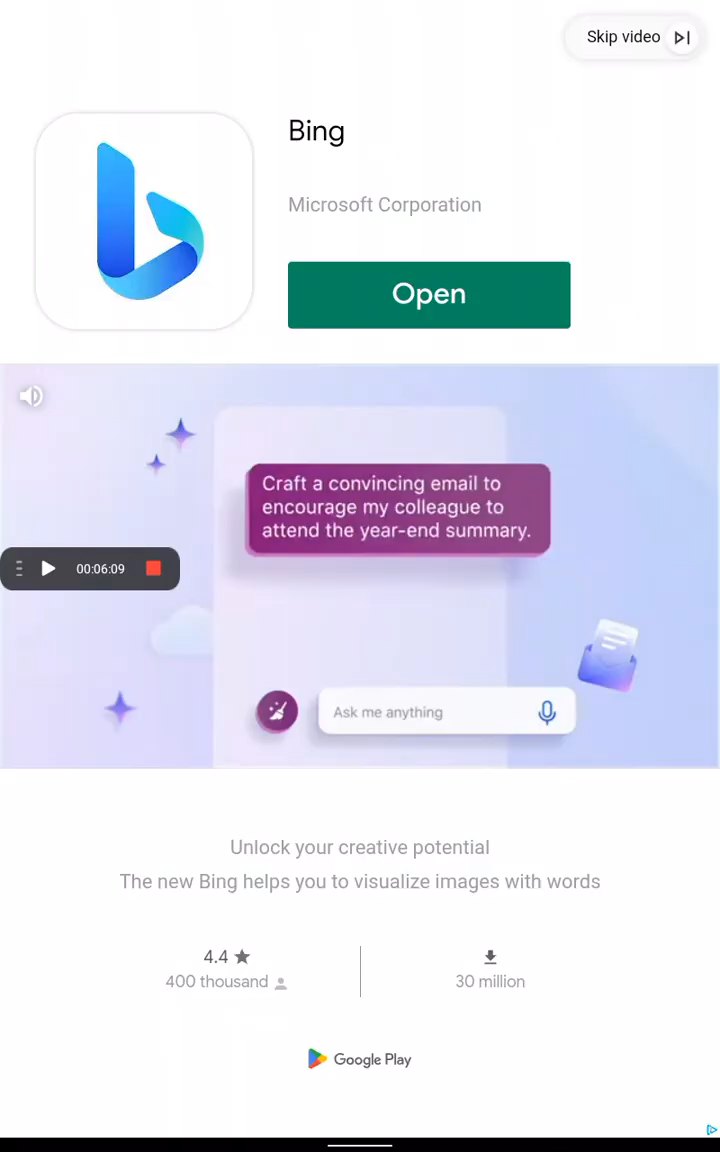 Skip video
Bing
Microsoft Corporation
Open
Craft a convincing email to
encourage my colleague to
attend the year-end summary.
00:06:09
Ask me anything
Unlock your creative potential
The new Bing helps you to visualize images with words
4.4
400 thousand
30 million
Google Play